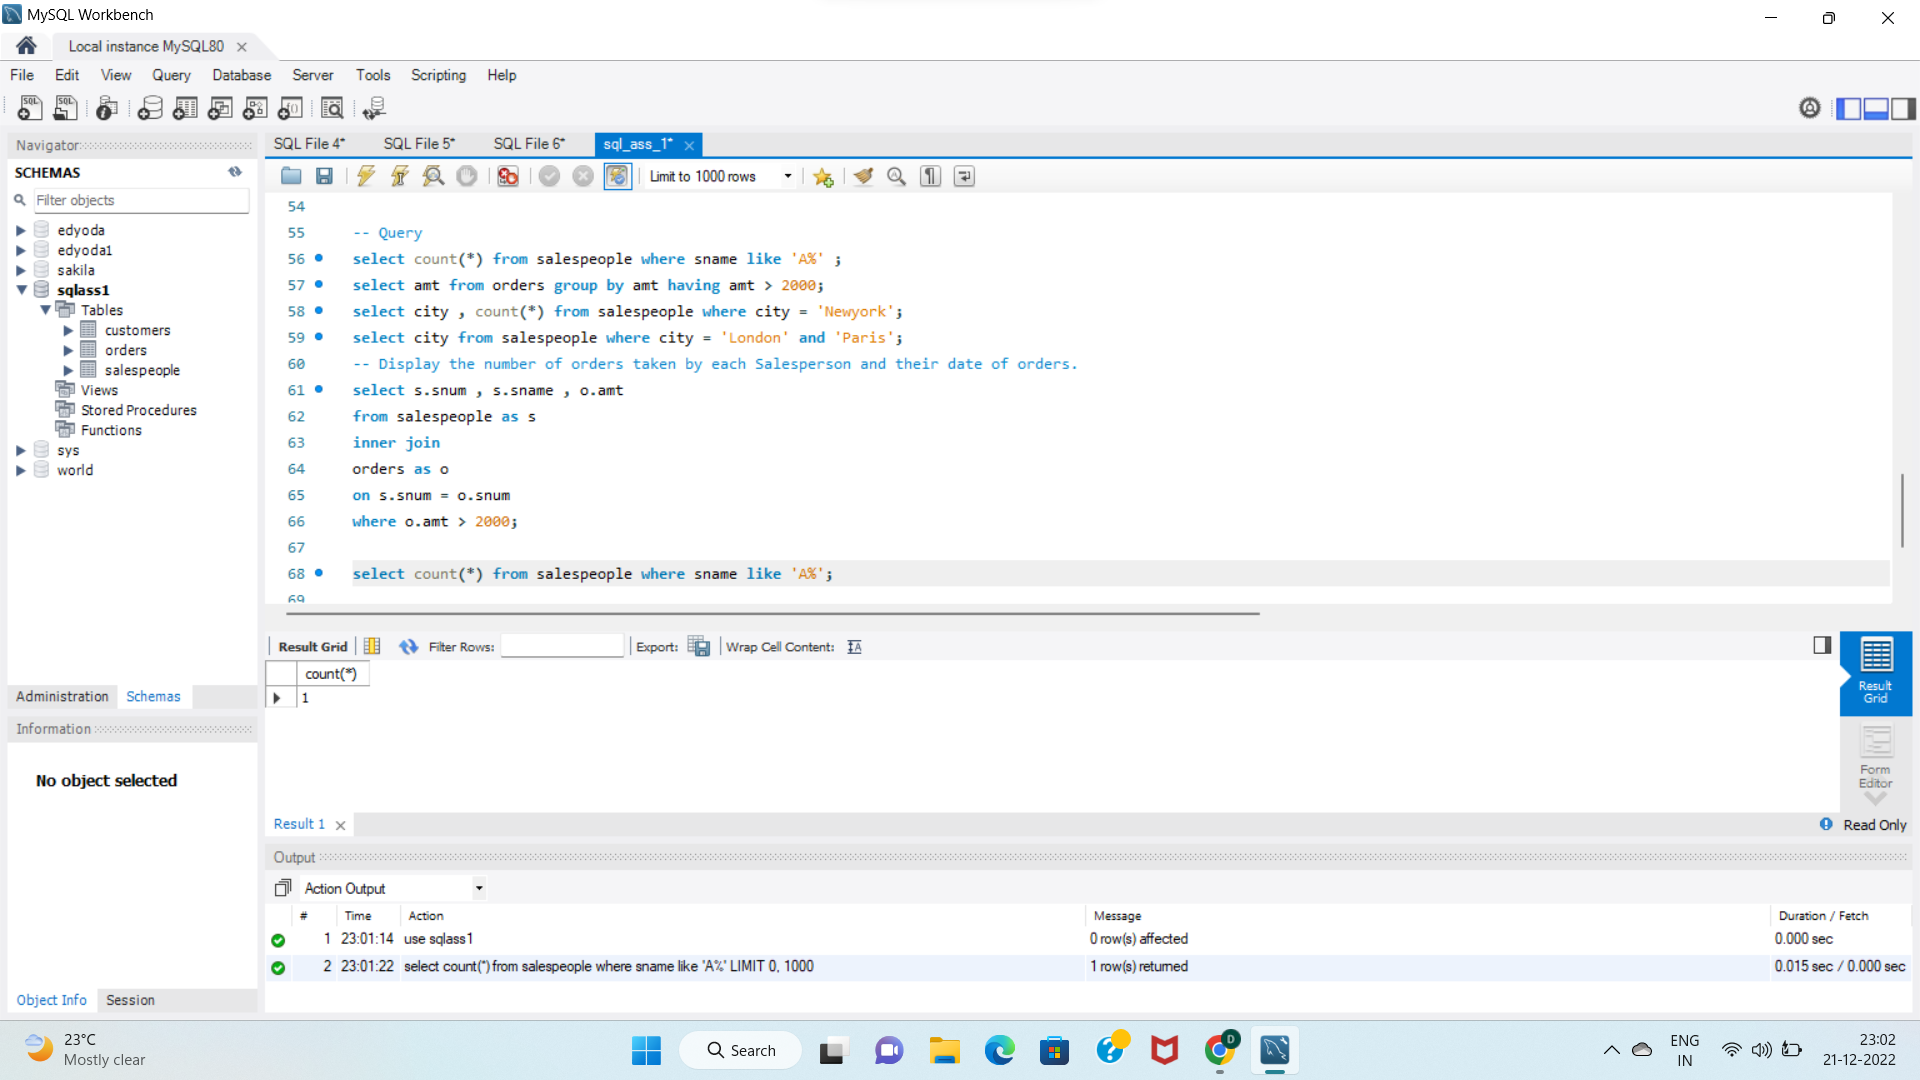 MySQL Workbench
Local instance MySQL80
File Edit View Query Database Server Tools Scripting Help
Navigator
SCHEMAS
Filter objects
edyoda
edyoda1
sakila
sqlass1
Tables
customers
orders
salespeople
Views
Stored Procedures
Functions
sys
world
Administration Schemas
Information
No object selected
Object Info Session
SQL File 4* SQL File 5* SQL File 6* sql_ass_1*
Limit to 1000 rows
54
55 -- Query
56 select count(*) from salespeople where sname like 'A%' ;
57 select amt from orders group by amt having amt > 2000;
58 select city , count(*) from salespeople where city = 'Newyork';
59 select city from salespeople where city = 'London' and 'Paris';
60 -- Display the number of orders taken by each Salesperson and their date of orders.
61 select s.snum , s.sname , o.amt
62 from salespeople as s
63 inner join
64 orders as o
65 on s.snum = o.snum
66 where o.amt > 2000;
67
68 select count(*) from salespeople where sname like 'A%';
69
Result Grid Filter Rows: Export: Wrap Cell Content:
count(*)
1
Result Grid
Form Editor
Result 1
Read Only
Output
Action Output
# Time Action Message Duration / Fetch
1 23:01:14 use sqlass1 0 row(s) affected 0.000 sec
2 23:01:22 select count(*) from salespeople where sname like 'A%' LIMIT 0, 1000 1 row(s) returned 0.015 sec / 0.000 sec
23°C
Mostly clear
Search
D
ENG
IN
23:02
21-12-2022